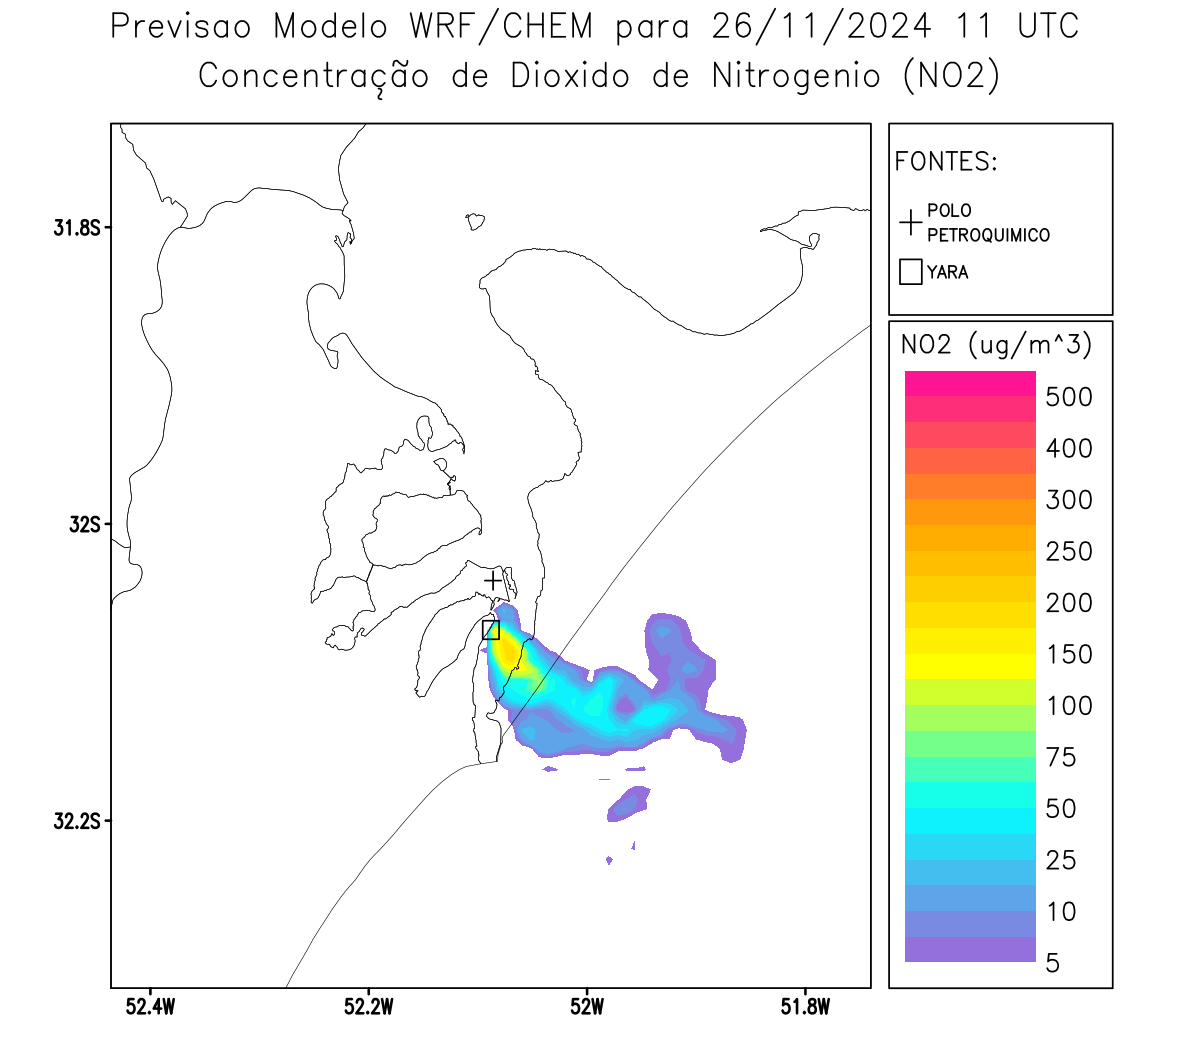 Previsao Modelo WRF/CHEM para 26/11/2024 11 UTC
Concentração de Dioxido de Nitrogenio (NO2)
FONTES:
POLO
PETROQUIMICO
YARA
NO2 (ug/m^3)
500
400
300
250
200
150
100
75
50
25
10
5
31.8S
32S
32.2S
52.4W
52.2W
52W
51.8W